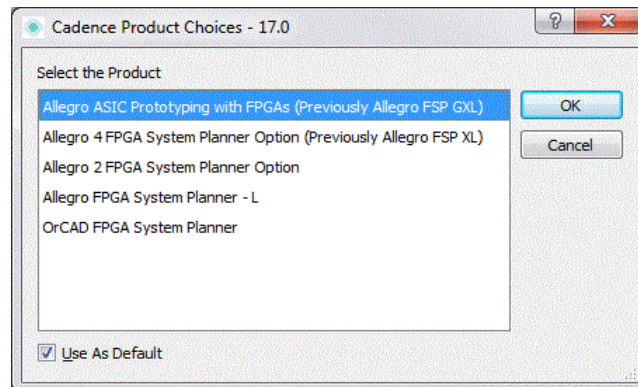 Cadence Product Choices - 17.0
?
X
Select the Product
Allegro ASIC Prototyping with FPGAs (Previously Allegro FSP GXL)
Allegro 4 FPGA System Planner Option (Previously Allegro FSP XL)
Allegro 2 FPGA System Planner Option
Allegro FPGA System Planner - L
OrCAD FPGA System Planner
OK
Cancel
Use As Default